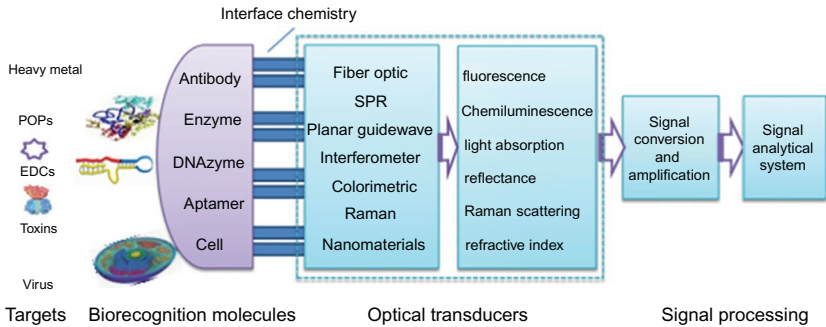 Interface chemistry
Heavy metal
POPs
EDCs
Toxins
Virus
Antibody
Enzyme
DNAzyme
Aptamer
Cell
Fiber optic
SPR
Planar guidewave
Interferometer
Colorimetric
Raman
Nanomaterials
fluorescence
Chemiluminescence
light absorption
reflectance
Raman scattering
refractive index
Signal
conversion
and
amplification
Signal
analytical
system
Targets
Biorecognition molecules
Optical transducers
Signal processing